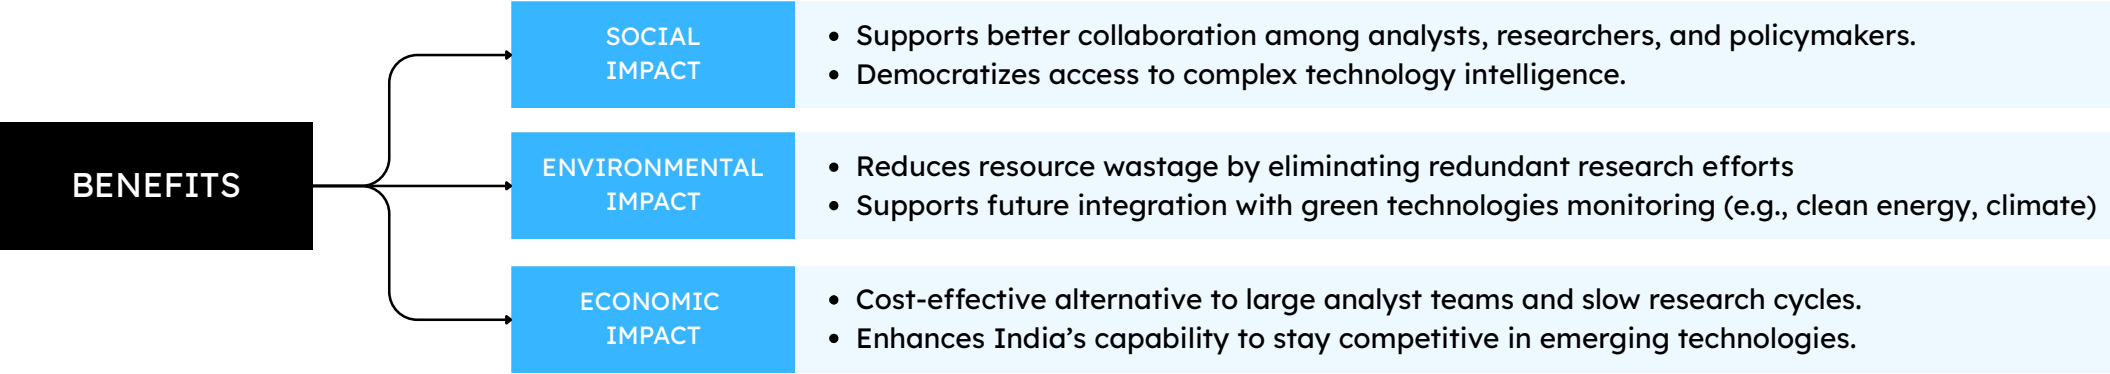 BENEFITS
SOCIAL
IMPACT
• Supports better collaboration among analysts, researchers, and policymakers.
• Democratizes access to complex technology intelligence.
ENVIRONMENTAL
IMPACT
• Reduces resource wastage by eliminating redundant research efforts
• Supports future integration with green technologies monitoring (e.g., clean energy, climate)
ECONOMIC
IMPACT
• Cost-effective alternative to large analyst teams and slow research cycles.
• Enhances India’s capability to stay competitive in emerging technologies.